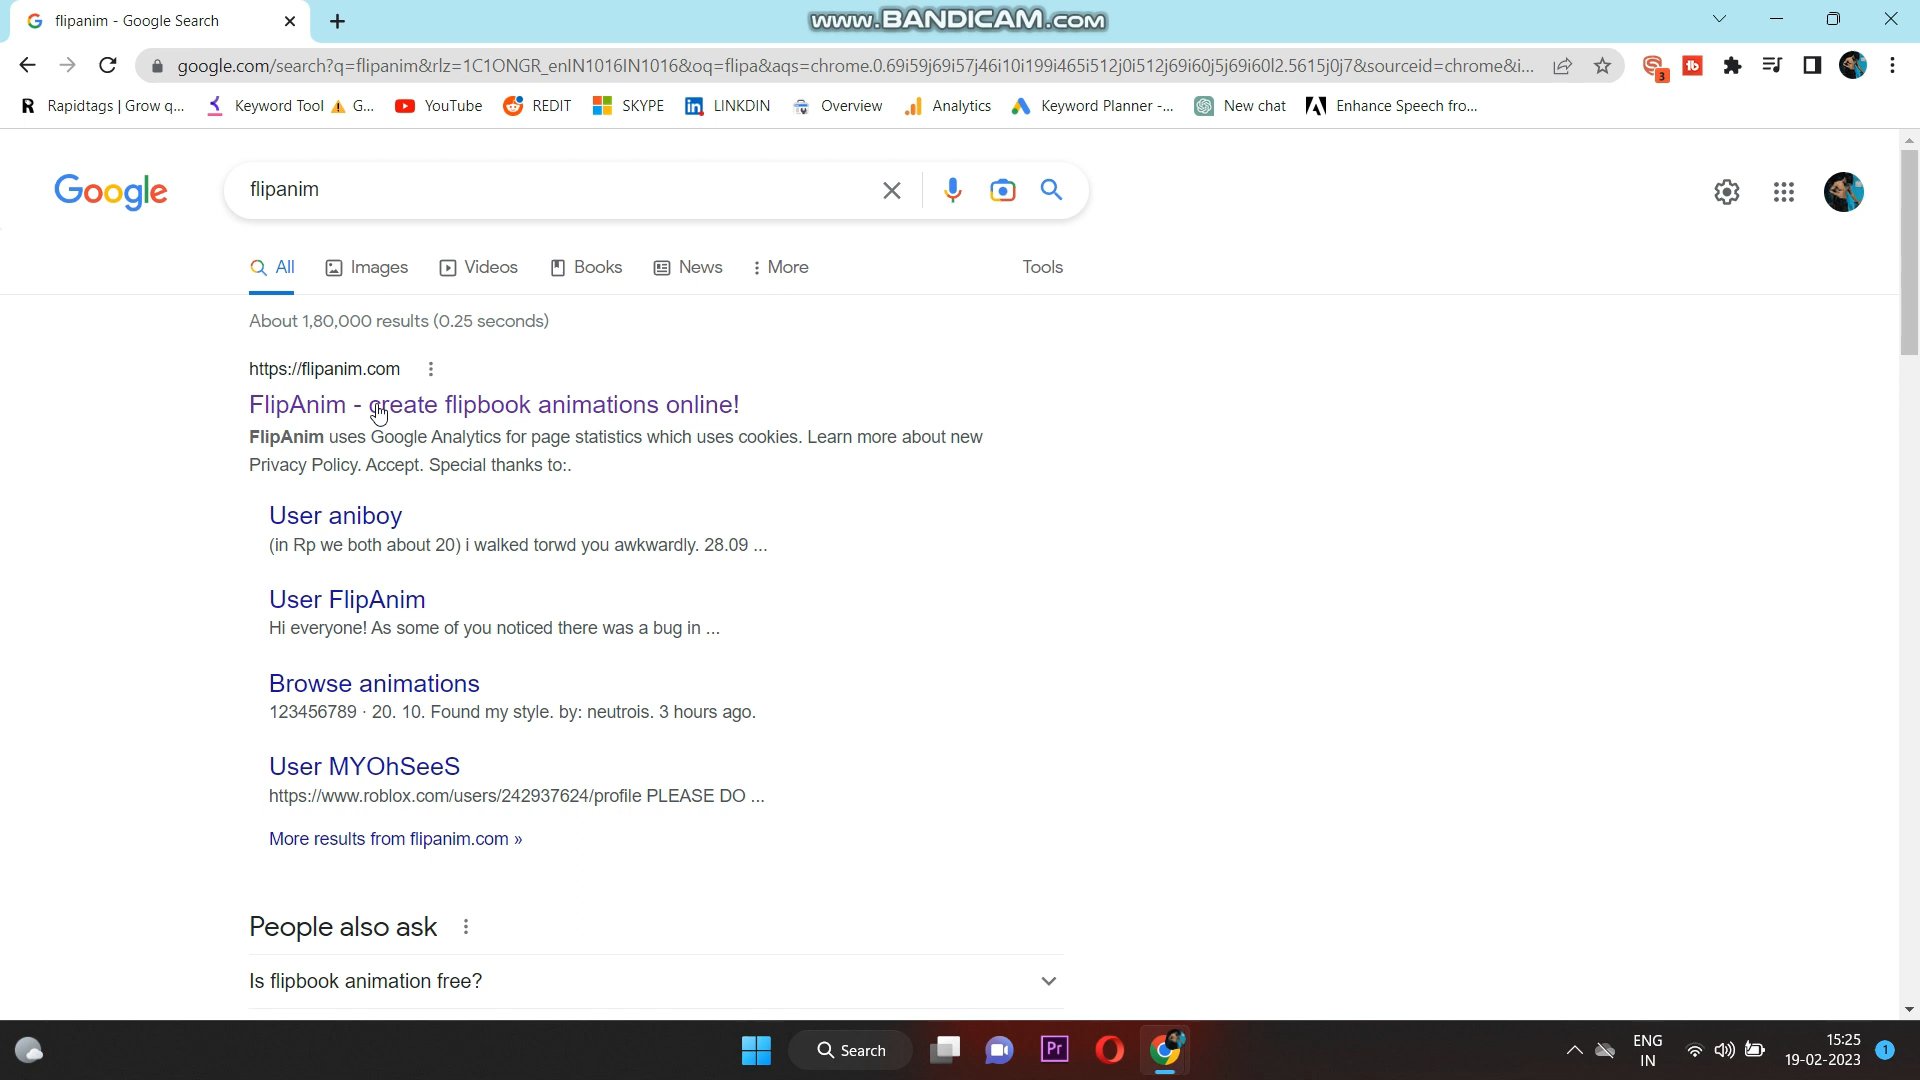 flipanim - Google Search
www.BANDICAM.com
google.com/search?q=flipanim&rlz=1C1ONGR_enIN1016IN1016&oq=flipa&aqs=chrome.0.69i59j69i57j46i10i199i465i512j0i512j69i60j5j69i60l2.5615j0j7&sourceid=chrome&i...
3
tb
R Rapidtags | Grow q...
Keyword Tool ⚠ G...
YouTube
REDIT
SKYPE
in LINKDIN
Overview
Analytics
Keyword Planner -...
New chat
Enhance Speech fro...
Google
flipanim
All
Images
Videos
Books
News
More
Tools
About 1,80,000 results (0.25 seconds)
https://flipanim.com
FlipAnim - create flipbook animations online!
FlipAnim uses Google Analytics for page statistics which uses cookies. Learn more about new
Privacy Policy. Accept. Special thanks to:.
User aniboy
(in Rp we both about 20) i walked torwd you awkwardly. 28.09 ...
User FlipAnim
Hi everyone! As some of you noticed there was a bug in ...
Browse animations
123456789 · 20. 10. Found my style. by: neutrois. 3 hours ago.
User MYOhSeeS
https://www.roblox.com/users/242937624/profile PLEASE DO ...
More results from flipanim.com »
People also ask
Is flipbook animation free?
Search
Pr
ENG
IN
15:25
19-02-2023
1